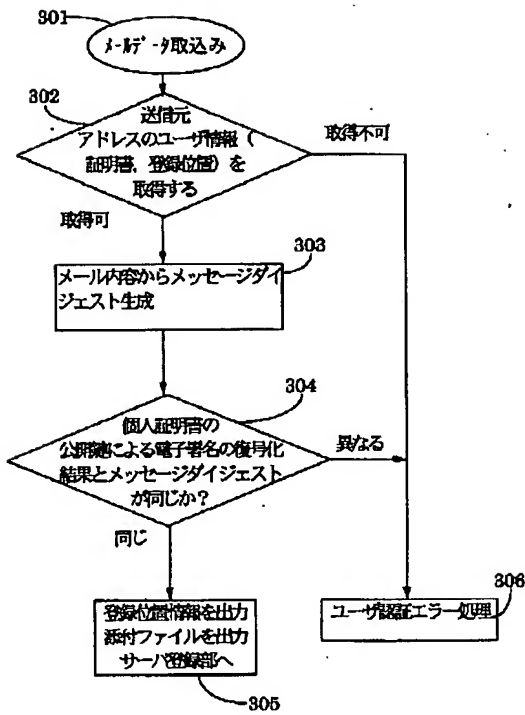 301
ﾒｰﾙﾃﾞｰﾀ取込み
302
送信元
アドレスのユーザ情報（
証明書、登録位置）を
取得する
取得不可
取得可
303
メール内容からメッセージダイ
ジェスト生成
304
個人証明書の
公開鍵による電子署名の復号化
結果とメッセージダイジェスト
が同じか？
異なる
同じ
登録位置情報を出力
添付ファイルを出力
サーバ登録部へ
305
306
ユーザ認証エラー処理